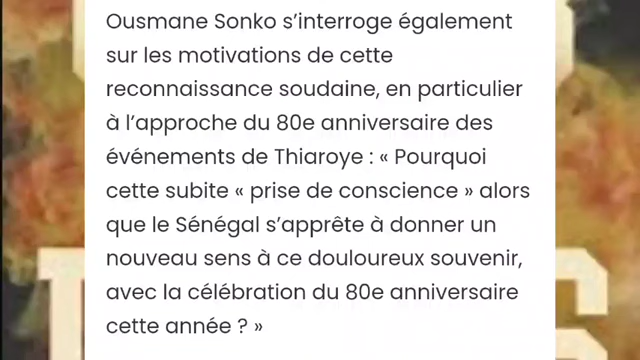 Ousmane Sonko s’interroge également
sur les motivations de cette
reconnaissance soudaine, en particulier
à l’approche du 80e anniversaire des
événements de Thiaroye : « Pourquoi
cette subite « prise de conscience » alors
que le Sénégal s’apprête à donner un
nouveau sens à ce douloureux souvenir,
avec la célébration du 80e anniversaire
cette année ? »